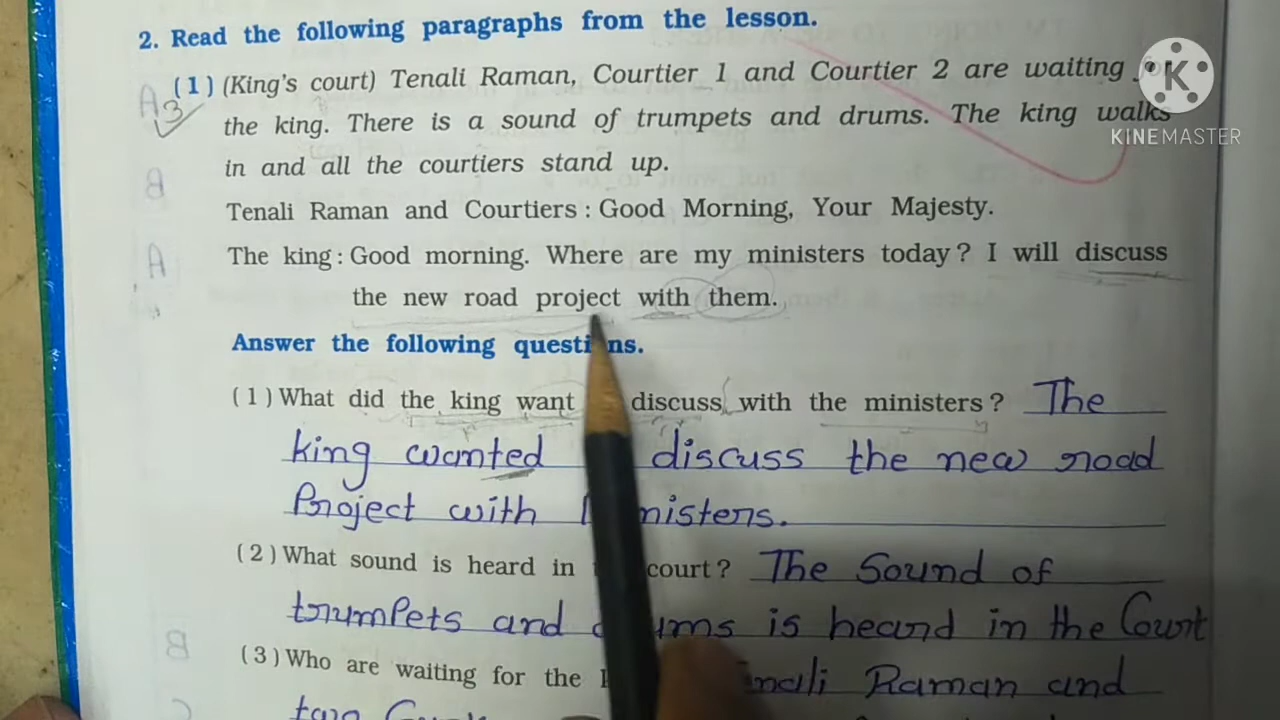 2. Read the following paragraphs from the lesson.
(1) (King's court) Tenali Raman, Courtier 1 and Courtier 2 are waiting for
the king. There is a sound of trumpets and drums. The king walks
in and all the courtiers stand up.
Tenali Raman and Courtiers : Good Morning, Your Majesty.
The king : Good morning. Where are my ministers today? I will discuss
the new road project with them.
Answer the following questions.
(1) What did the king want discuss with the ministers? The
king wanted discuss the new road
Project with
(2) What sound is heard in court? The Sound of
trumpets and is heard in the Court
(3) Who are waiting for the Raman and
two
K
KINEMASTER
A
3
B
A
B